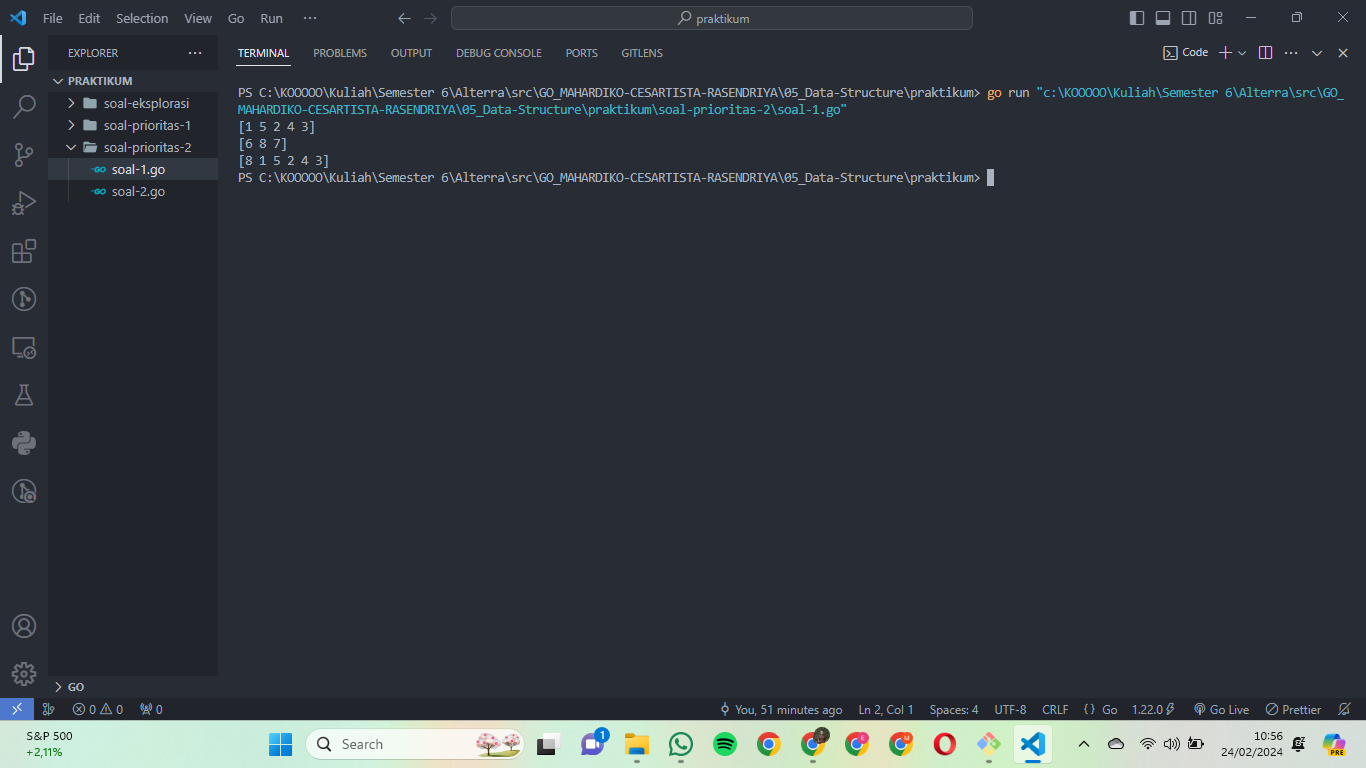 File Edit Selection View Go Run ··· praktikum
EXPLORER ···
PRAKTIKUM
soal-eksplorasi
soal-prioritas-1
soal-prioritas-2
GO soal-1.go
GO soal-2.go
GO
TERMINAL PROBLEMS OUTPUT DEBUG CONSOLE PORTS GITLENS Code
PS C:\KOOOOO\Kuliah\Semester 6\Alterra\src\GO_MAHARDIKO-CESARTISTA-RASENDRIYA\05_Data-Structure\praktikum> go run "c:\KOOOOO\Kuliah\Semester 6\Alterra\src\GO_
MAHARDIKO-CESARTISTA-RASENDRIYA\05_Data-Structure\praktikum\soal-prioritas-2\soal-1.go"
[1 5 2 4 3]
[6 8 7]
[8 1 5 2 4 3]
PS C:\KOOOOO\Kuliah\Semester 6\Alterra\src\GO_MAHARDIKO-CESARTISTA-RASENDRIYA\05_Data-Structure\praktikum>
0 0 0 You, 51 minutes ago Ln 2, Col 1 Spaces: 4 UTF-8 CRLF {} Go 1.22.0 Go Live Prettier
S&P 500
+2,11%
Search
1
E
M
PRE
10:56
24/02/2024